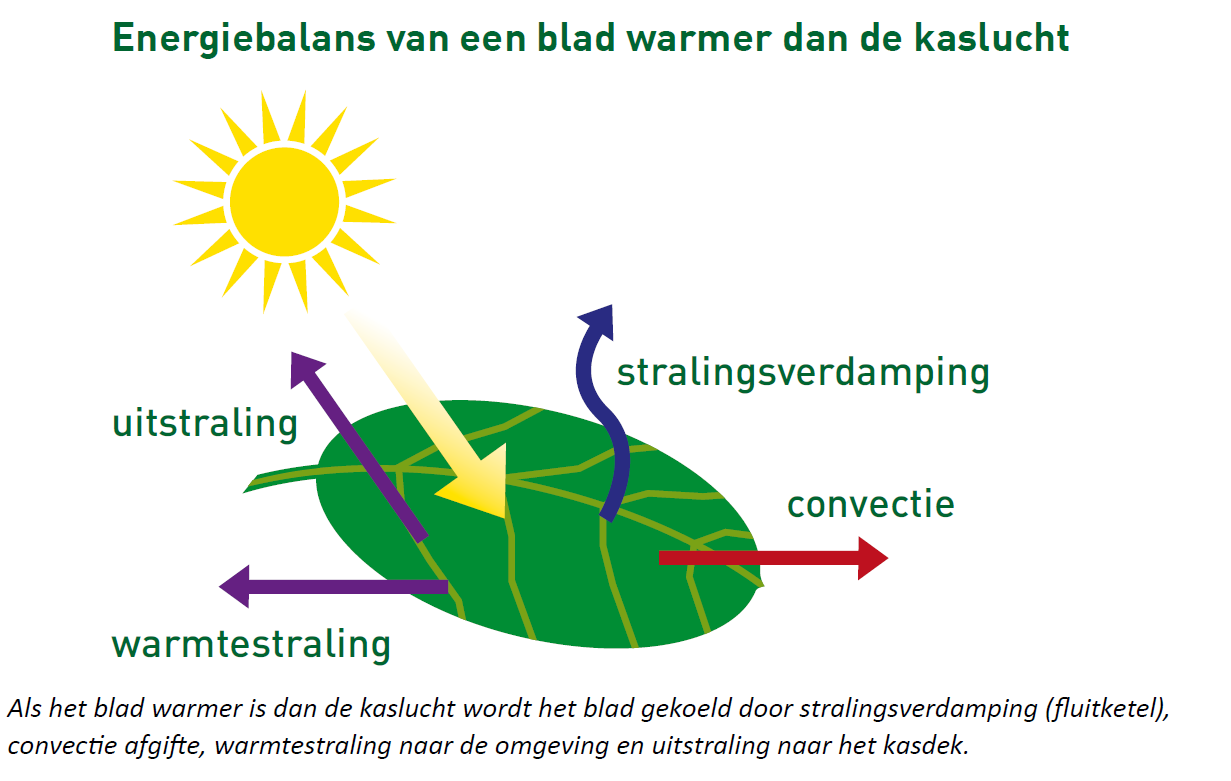 Energiebalans van een blad warmer dan de kaslucht
stralingsverdamping
uitstraling
convectie
warmtestraling
Als het blad warmer is dan de kaslucht wordt het blad gekoeld door stralingsverdamping (fluitketel),
convectie afgifte, warmtestraling naar de omgeving en uitstraling naar het kasdek.